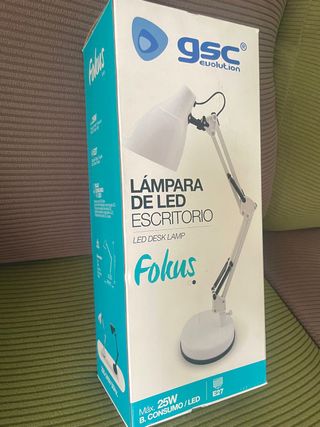 gsc®
evolution
LÁMPARA
DE LED
ESCRITORIO
LED DESK LAMP
Fokus
Máx. 25W
B. CONSUMO / LED
E27
Fokus